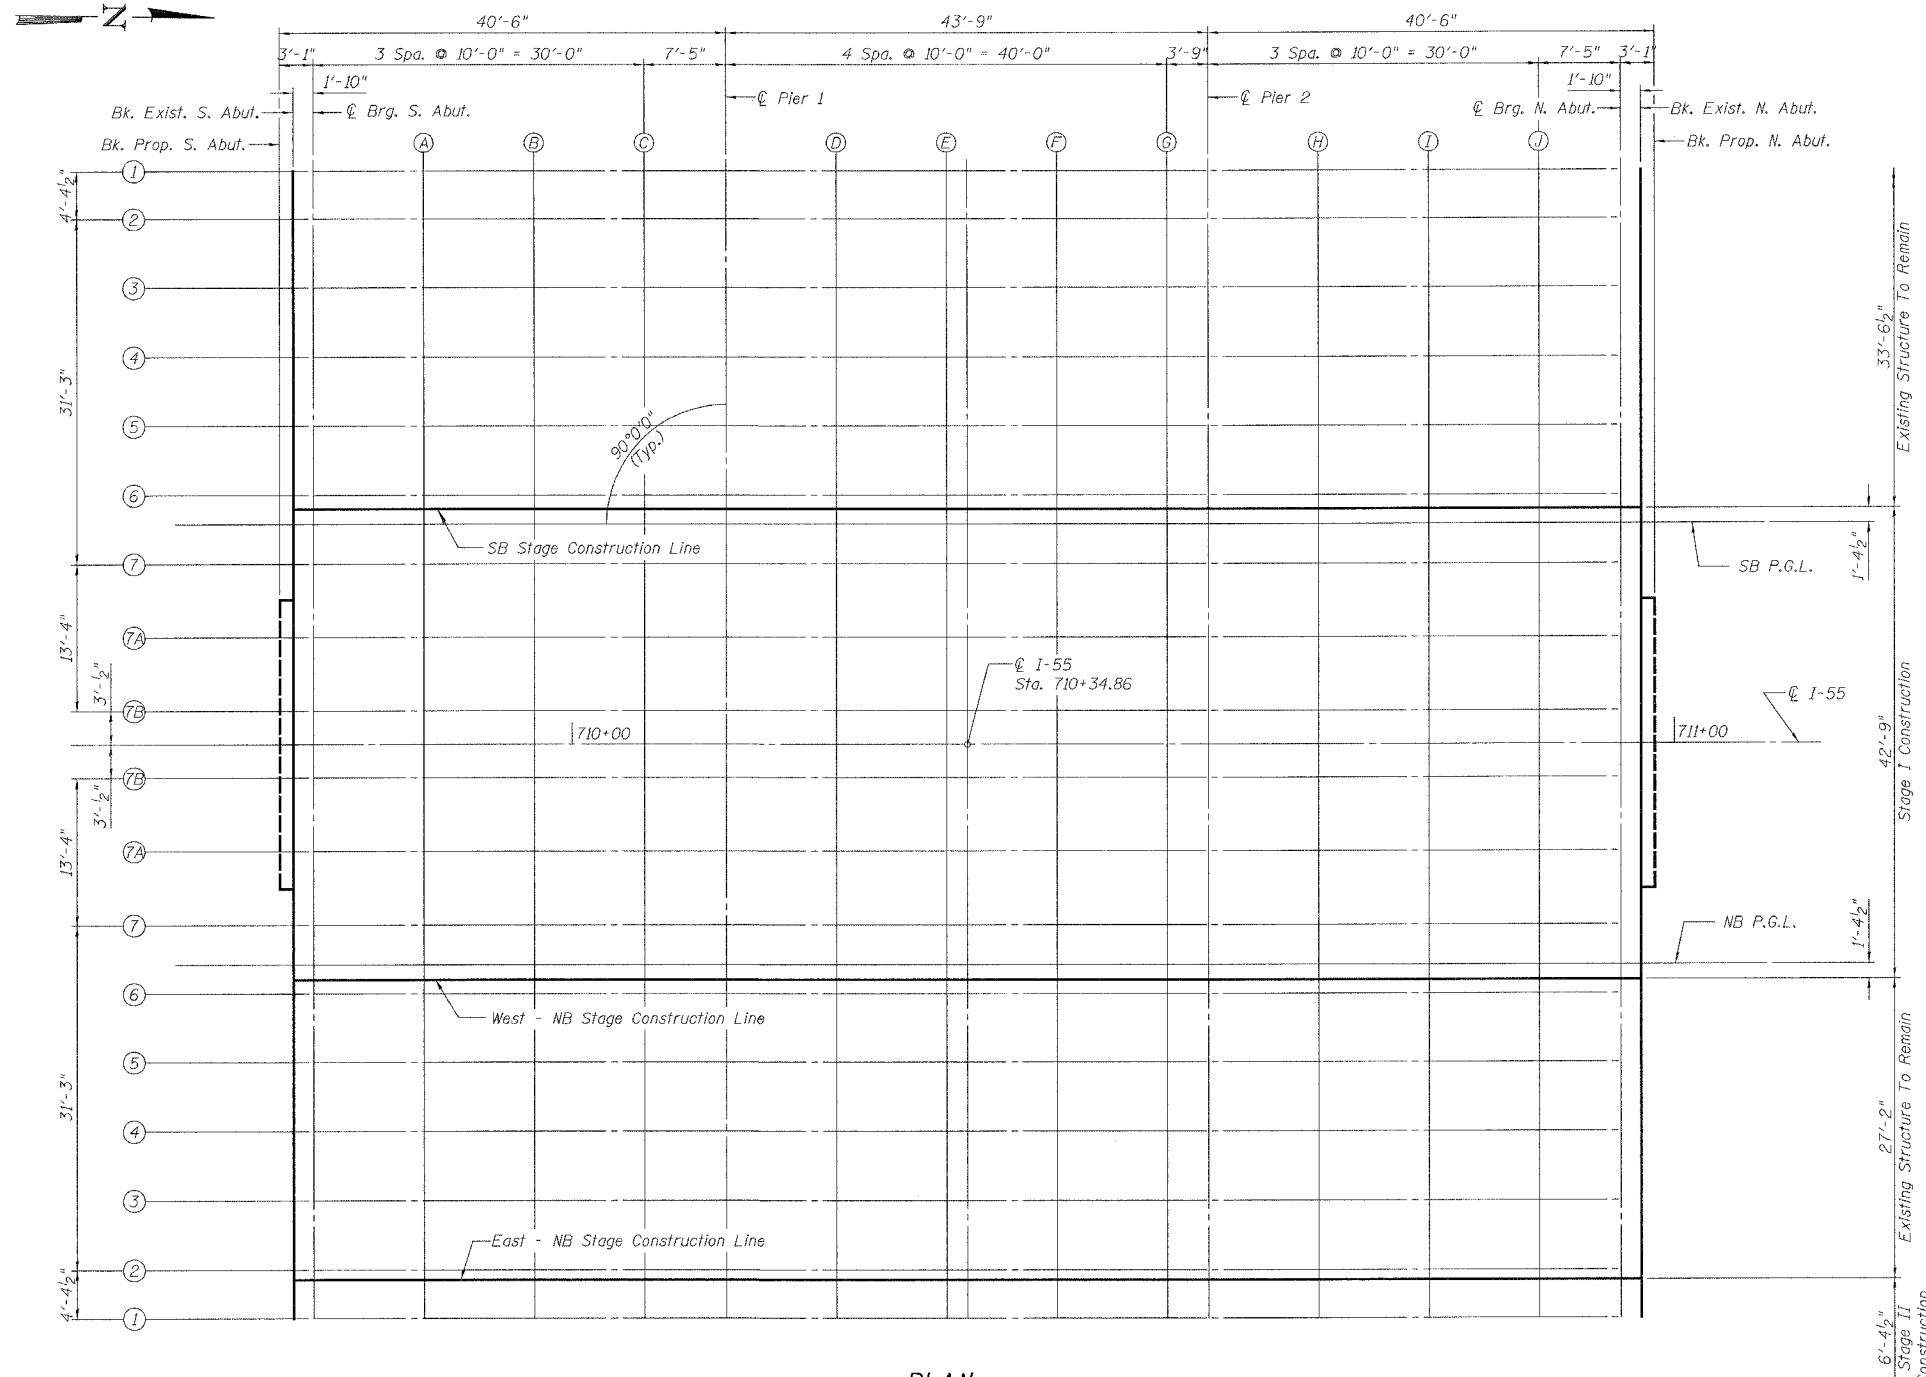 N
40'-6"
43'-9"
40'-6"
3'-1"
3 Spa. @ 10'-0" = 30'-0"
7'-5"
4 Spa. @ 10'-0" = 40'-0"
3'-9"
3 Spa. @ 10'-0" = 30'-0"
7'-5"
3'-1"
1'-10"
1'-10"
Bk. Exist. S. Abut.
℄ Brg. S. Abut.
℄ Pier 1
℄ Pier 2
℄ Brg. N. Abut.
Bk. Exist. N. Abut.
Bk. Prop. S. Abut.
Bk. Prop. N. Abut.
A
B
C
D
E
F
G
H
I
J
1
4'-4½"
2
3
31'-3"
4
5
6
7
13'-4"
7A
3'-½"
7B
7B
3'-½"
13'-4"
7A
7
6
5
31'-3"
4
3
2
4'-4½"
1
90°0'0"
(Typ.)
SB Stage Construction Line
℄ I-55
Sta. 710+34.86
710+00
711+00
West - NB Stage Construction Line
East - NB Stage Construction Line
33'-6½"
Existing Structure To Remain
1'-4½"
SB P.G.L.
℄ I-55
42'-9"
Stage I Construction
NB P.G.L.
1'-4½"
27'-2"
Existing Structure To Remain
6'-4½"
Stage II
Construction
PLAN